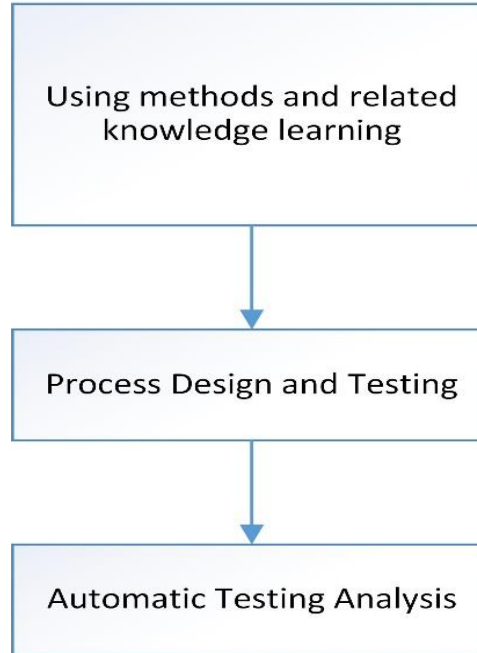 Using methods and related
knowledge learning
Process Design and Testing
Automatic Testing Analysis